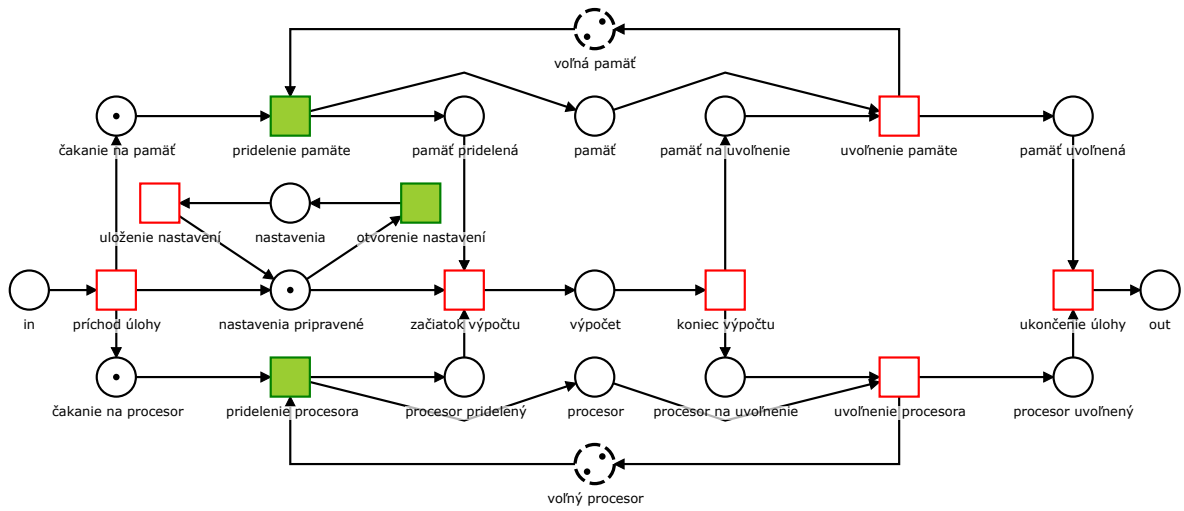 voľná pamäť
čakanie na pamäť
pridelenie pamäte
pamäť pridelená
pamäť
pamäť na uvoľnenie
uvoľnenie pamäte
pamäť uvoľnená
uloženie nastavení
nastavenia
otvorenie nastavení
in
príchod úlohy
nastavenia pripravené
začiatok výpočtu
výpočet
koniec výpočtu
ukončenie úlohy
out
čakanie na procesor
pridelenie procesora
procesor pridelený
procesor
procesor na uvoľnenie
uvoľnenie procesora
procesor uvoľnený
voľný procesor